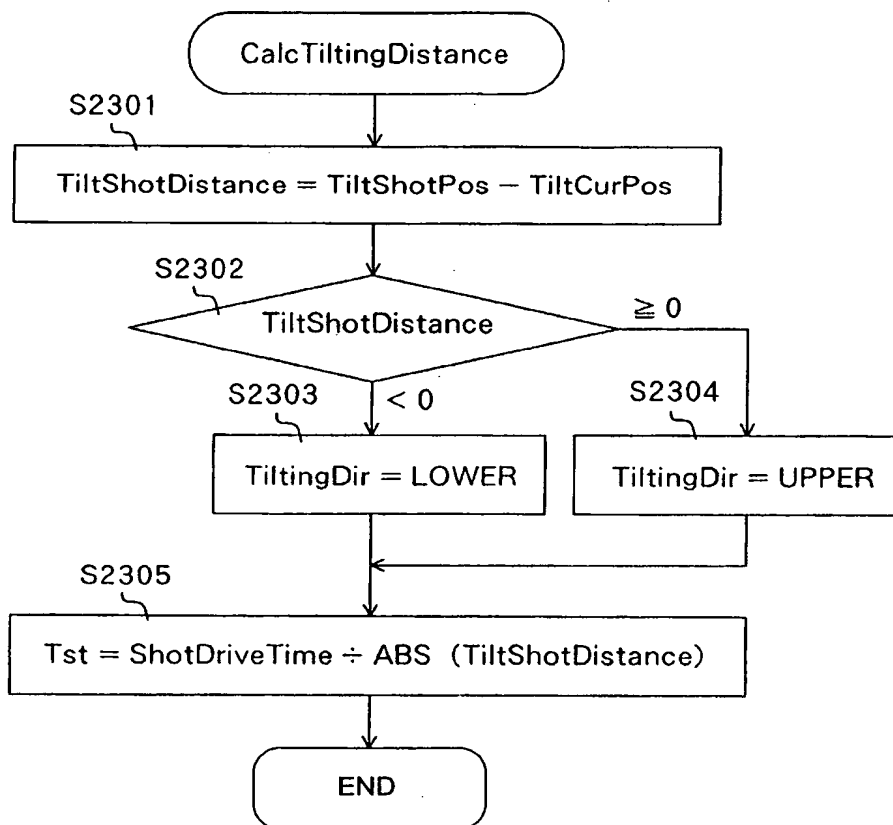 CalcTiltingDistance
S2301
TiltShotDistance = TiltShotPos − TiltCurPos
S2302
TiltShotDistance
≧ 0
< 0
S2303
TiltingDir = LOWER
S2304
TiltingDir = UPPER
S2305
Tst = ShotDriveTime ÷ ABS (TiltShotDistance)
END